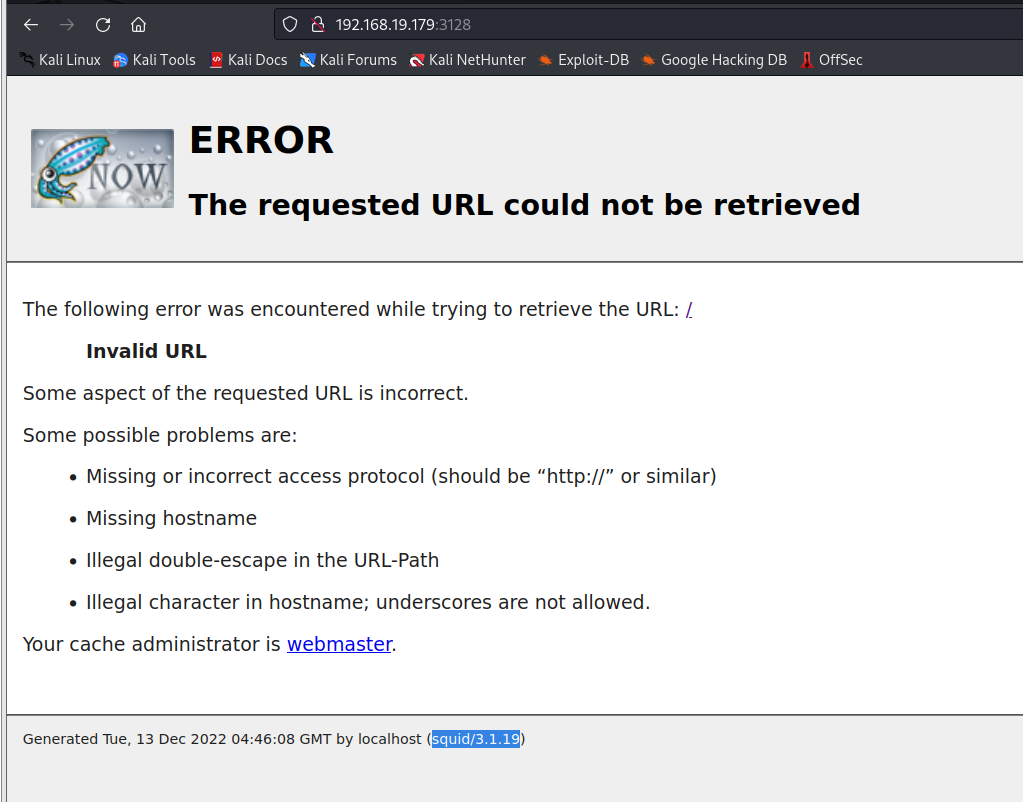 192.168.19.179:3128
Kali Linux Kali Tools Kali Docs Kali Forums Kali NetHunter Exploit-DB Google Hacking DB OffSec
NOW
ERROR
The requested URL could not be retrieved
The following error was encountered while trying to retrieve the URL: /
Invalid URL
Some aspect of the requested URL is incorrect.
Some possible problems are:
• Missing or incorrect access protocol (should be “http://” or similar)
• Missing hostname
• Illegal double-escape in the URL-Path
• Illegal character in hostname; underscores are not allowed.
Your cache administrator is webmaster.
Generated Tue, 13 Dec 2022 04:46:08 GMT by localhost (squid/3.1.19)